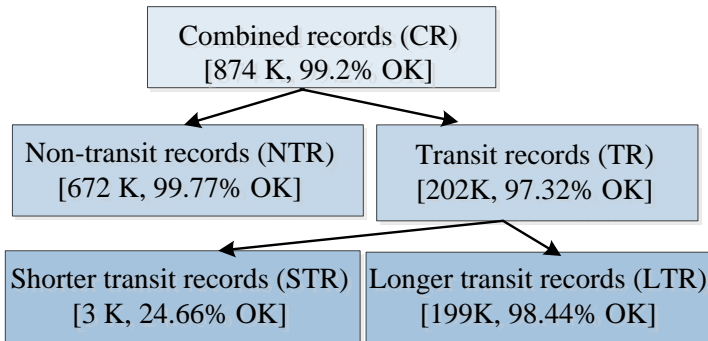 Combined records (CR)
[874 K, 99.2% OK]
Non-transit records (NTR)
[672 K, 99.77% OK]
Transit records (TR)
[202K, 97.32% OK]
Shorter transit records (STR)
[3 K, 24.66% OK]
Longer transit records (LTR)
[199K, 98.44% OK]